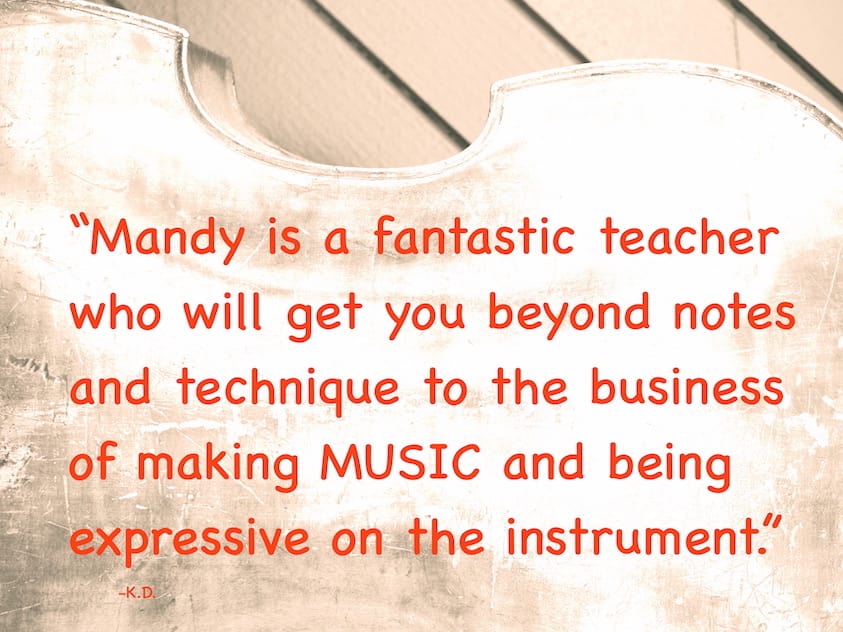 “Mandy is a fantastic teacher
who will get you beyond notes
and technique to the business
of making MUSIC and being
expressive on the instrument.”
-K.D.